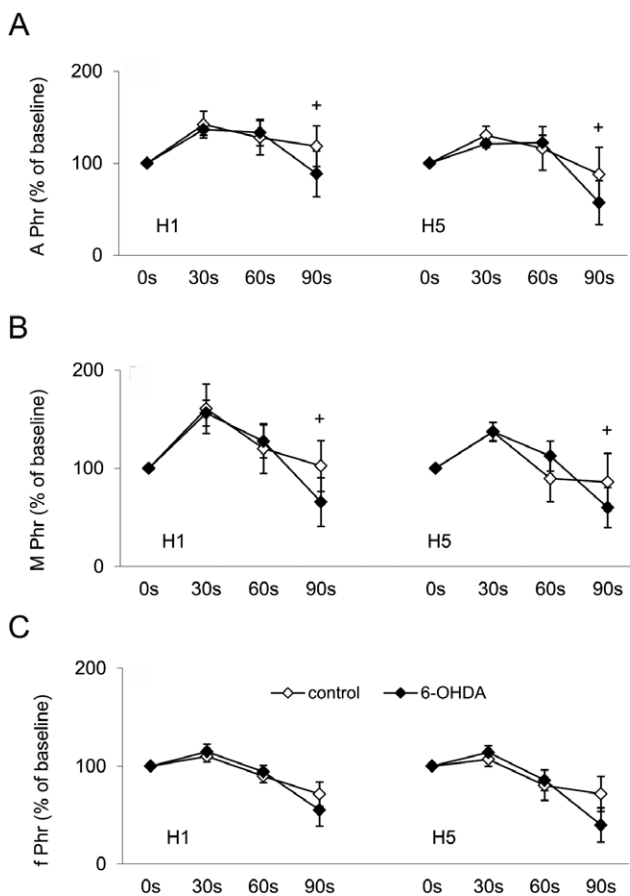 A
A Phr (% of baseline)
200
100
0
+
+
H1
H5
0s 30s 60s 90s 0s 30s 60s 90s
B
M Phr (% of baseline)
200
100
0
+
+
H1
H5
0s 30s 60s 90s 0s 30s 60s 90s
C
f Phr (% of baseline)
200
100
0
control 6-OHDA
H1
H5
0s 30s 60s 90s 0s 30s 60s 90s